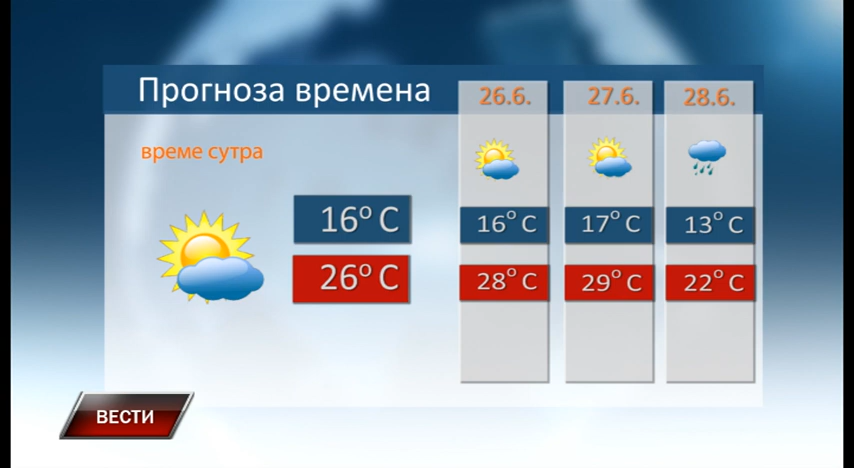 Прогноза времена
време сутра
16° C
26° C
26.6.
16° C
28° C
27.6.
17° C
29° C
28.6.
13° C
22° C
ВЕСТИ